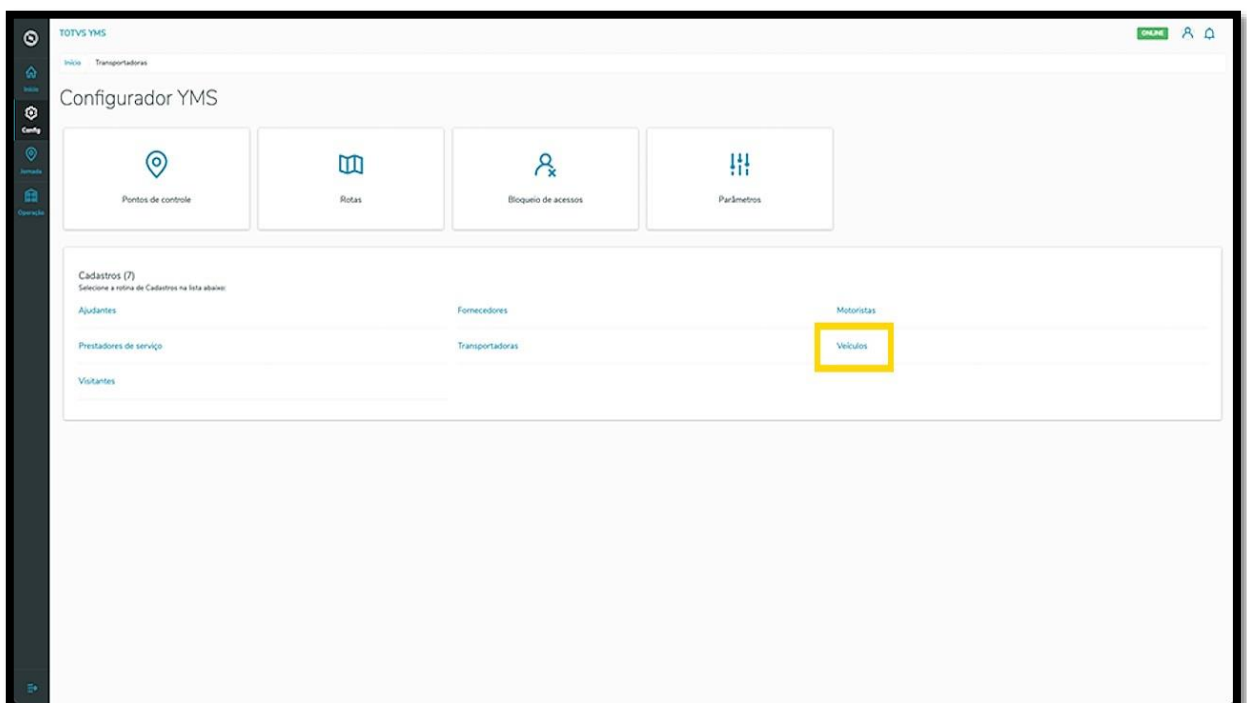 TOTVS YMS
ONLINE
Início Transportadoras
Início
Config
Jornada
Operação
Configurador YMS
Pontos de controle
Rotas
Bloqueio de acessos
Parâmetros
Cadastros (7)
Selecione a rotina de Cadastros na lista abaixo:
Ajudantes
Fornecedores
Motoristas
Prestadores de serviço
Transportadoras
Veículos
Visitantes